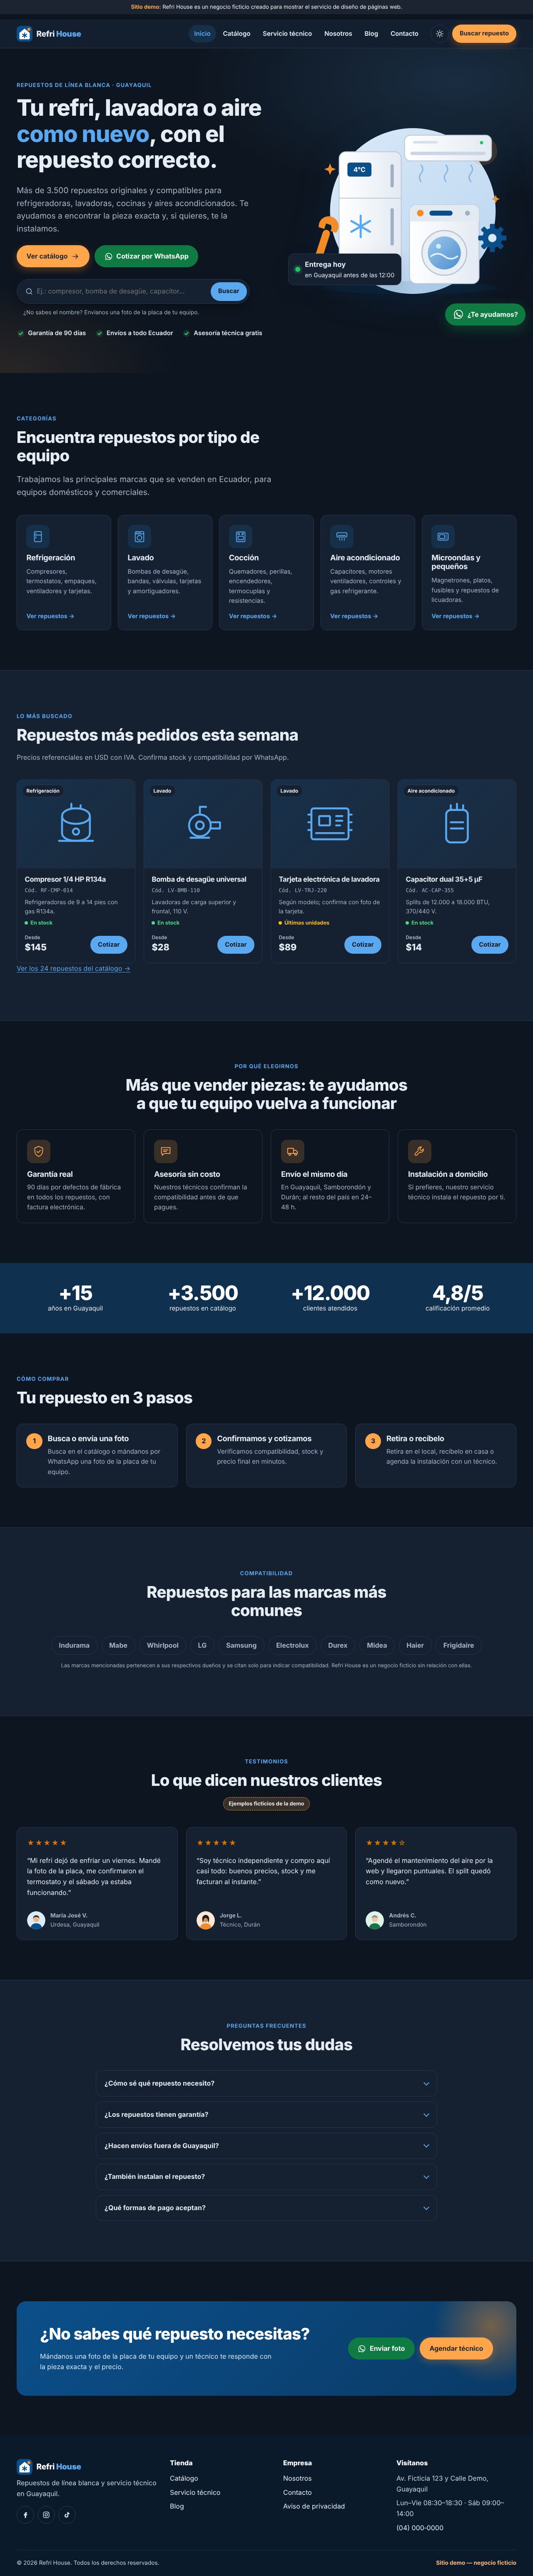 Sitio demo: Refri House es un negocio ficticio creado para mostrar el servicio de diseño de páginas web.
Refri House
Inicio
Catálogo
Servicio técnico
Nosotros
Blog
Contacto
Buscar repuesto
REPUESTOS DE LÍNEA BLANCA · GUAYAQUIL
Tu refri, lavadora o aire
como nuevo, con el
repuesto correcto.
Más de 3.500 repuestos originales y compatibles para
refrigeradoras, lavadoras, cocinas y aires acondicionados. Te
ayudamos a encontrar la pieza exacta y, si quieres, te la
instalamos.
Ver catálogo →
Cotizar por WhatsApp
Ej.: compresor, bomba de desagüe, capacitor…
Buscar
¿No sabes el nombre? Envíanos una foto de la placa de tu equipo.
Garantía de 90 días
Envíos a todo Ecuador
Asesoría técnica gratis
4°C
Entrega hoy
en Guayaquil antes de las 12:00
¿Te ayudamos?
CATEGORÍAS
Encuentra repuestos por tipo de
equipo
Trabajamos las principales marcas que se venden en Ecuador, para
equipos domésticos y comerciales.
Refrigeración
Compresores,
termostatos, empaques,
ventiladores y tarjetas.
Ver repuestos →
Lavado
Bombas de desagüe,
bandas, válvulas, tarjetas
y amortiguadores.
Ver repuestos →
Cocción
Quemadores, perillas,
encendedores,
termocuplas y
resistencias.
Ver repuestos →
Aire acondicionado
Capacitores, motores
ventiladores, controles y
gas refrigerante.
Ver repuestos →
Microondas y
pequeños
Magnetrones, platos,
fusibles y repuestos de
licuadoras.
Ver repuestos →
LO MÁS BUSCADO
Repuestos más pedidos esta semana
Precios referenciales en USD con IVA. Confirma stock y compatibilidad por WhatsApp.
Refrigeración
Compresor 1/4 HP R134a
Cód. RF-CMP-014
Refrigeradoras de 9 a 14 pies con
gas R134a.
En stock
Desde
$145
Cotizar
Lavado
Bomba de desagüe universal
Cód. LV-BMB-110
Lavadoras de carga superior y
frontal, 110 V.
En stock
Desde
$28
Cotizar
Lavado
Tarjeta electrónica de lavadora
Cód. LV-TRJ-220
Según modelo; confirma con foto de
la tarjeta.
Últimas unidades
Desde
$89
Cotizar
Aire acondicionado
Capacitor dual 35+5 µF
Cód. AC-CAP-355
Splits de 12.000 a 18.000 BTU,
370/440 V.
En stock
Desde
$14
Cotizar
Ver los 24 repuestos del catálogo →
POR QUÉ ELEGIRNOS
Más que vender piezas: te ayudamos
a que tu equipo vuelva a funcionar
Garantía real
90 días por defectos de fábrica
en todos los repuestos, con
factura electrónica.
Asesoría sin costo
Nuestros técnicos confirman la
compatibilidad antes de que
pagues.
Envío el mismo día
En Guayaquil, Samborondón y
Durán; al resto del país en 24–
48 h.
Instalación a domicilio
Si prefieres, nuestro servicio
técnico instala el repuesto por ti.
+15
años en Guayaquil
+3.500
repuestos en catálogo
+12.000
clientes atendidos
4,8/5
calificación promedio
CÓMO COMPRAR
Tu repuesto en 3 pasos
1
Busca o envía una foto
Busca en el catálogo o mándanos por
WhatsApp una foto de la placa de tu
equipo.
2
Confirmamos y cotizamos
Verificamos compatibilidad, stock y
precio final en minutos.
3
Retira o recíbelo
Retira en el local, recíbelo en casa o
agenda la instalación con un técnico.
COMPATIBILIDAD
Repuestos para las marcas más
comunes
Indurama
Mabe
Whirlpool
LG
Samsung
Electrolux
Durex
Midea
Haier
Frigidaire
Las marcas mencionadas pertenecen a sus respectivos dueños y se citan solo para indicar compatibilidad. Refri House es un negocio ficticio sin relación con ellas.
TESTIMONIOS
Lo que dicen nuestros clientes
Ejemplos ficticios de la demo
★★★★★
“Mi refri dejó de enfriar un viernes. Mandé
la foto de la placa, me confirmaron el
termostato y el sábado ya estaba
funcionando.”
María José V.
Urdesa, Guayaquil
★★★★★
“Soy técnico independiente y compro aquí
casi todo: buenos precios, stock y me
facturan al instante.”
Jorge L.
Técnico, Durán
★★★★☆
“Agendé el mantenimiento del aire por la
web y llegaron puntuales. El split quedó
como nuevo.”
Andrés C.
Samborondón
PREGUNTAS FRECUENTES
Resolvemos tus dudas
¿Cómo sé qué repuesto necesito?
¿Los repuestos tienen garantía?
¿Hacen envíos fuera de Guayaquil?
¿También instalan el repuesto?
¿Qué formas de pago aceptan?
¿No sabes qué repuesto necesitas?
Mándanos una foto de la placa de tu equipo y un técnico te responde con
la pieza exacta y el precio.
Enviar foto
Agendar técnico
Refri House
Repuestos de línea blanca y servicio técnico
en Guayaquil.
Tienda
Catálogo
Servicio técnico
Blog
Empresa
Nosotros
Contacto
Aviso de privacidad
Visítanos
Av. Ficticia 123 y Calle Demo,
Guayaquil
Lun–Vie 08:30–18:30 · Sáb 09:00–
14:00
(04) 000-0000
© 2026 Refri House. Todos los derechos reservados.
Sitio demo — negocio ficticio